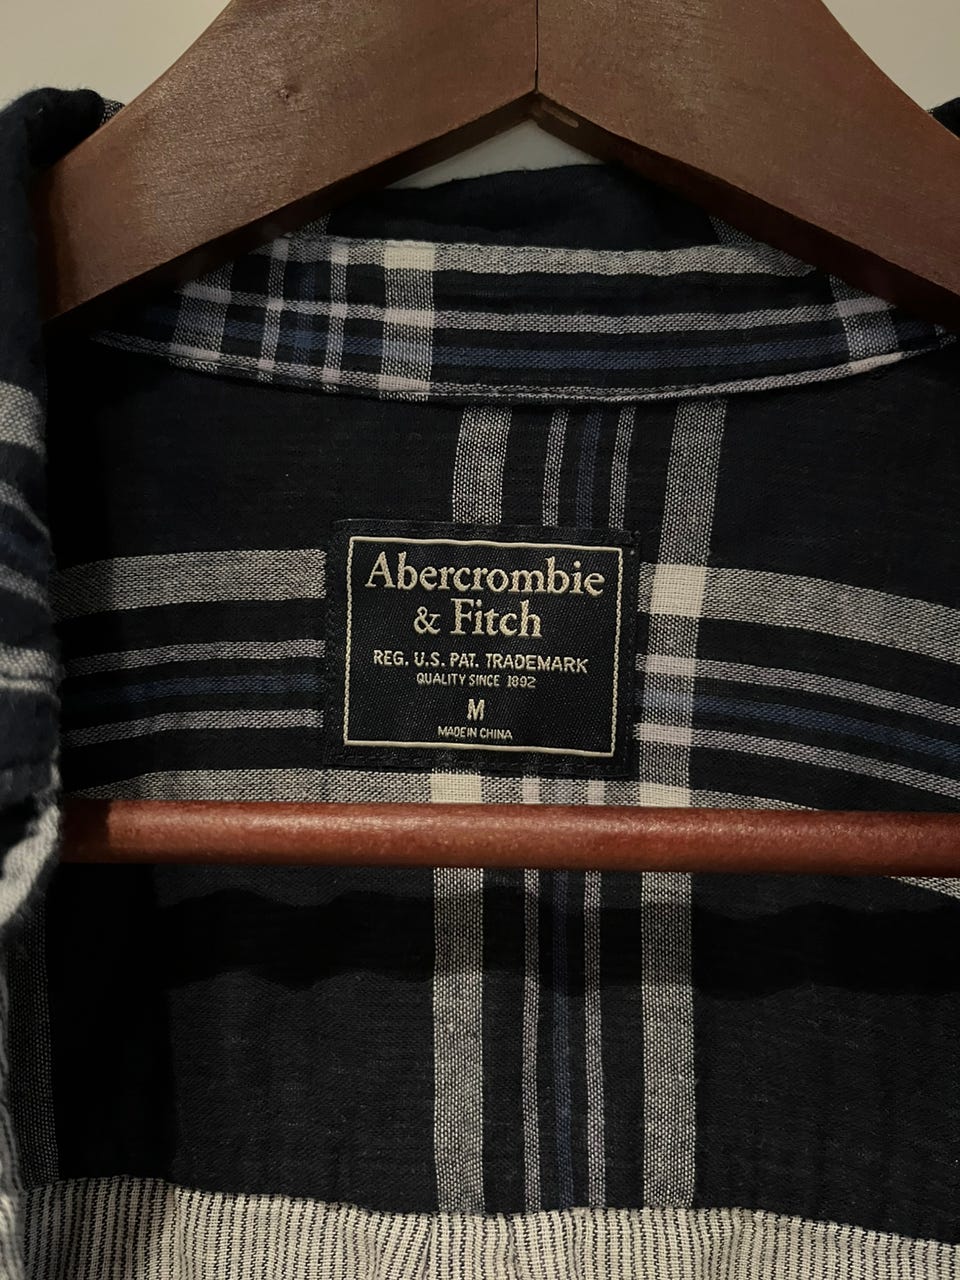 Abercrombie
& Fitch
REG. U.S. PAT. TRADEMARK
QUALITY SINCE 1892
M
MADE IN CHINA